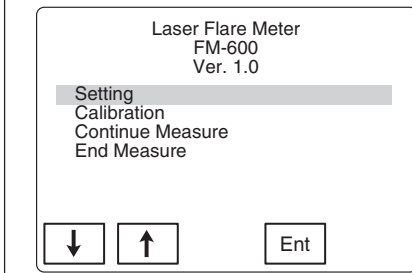 Laser Flare Meter
FM-600
Ver. 1.0
Setting
Calibration
Continue Measure
End Measure
↓ ↑ Ent